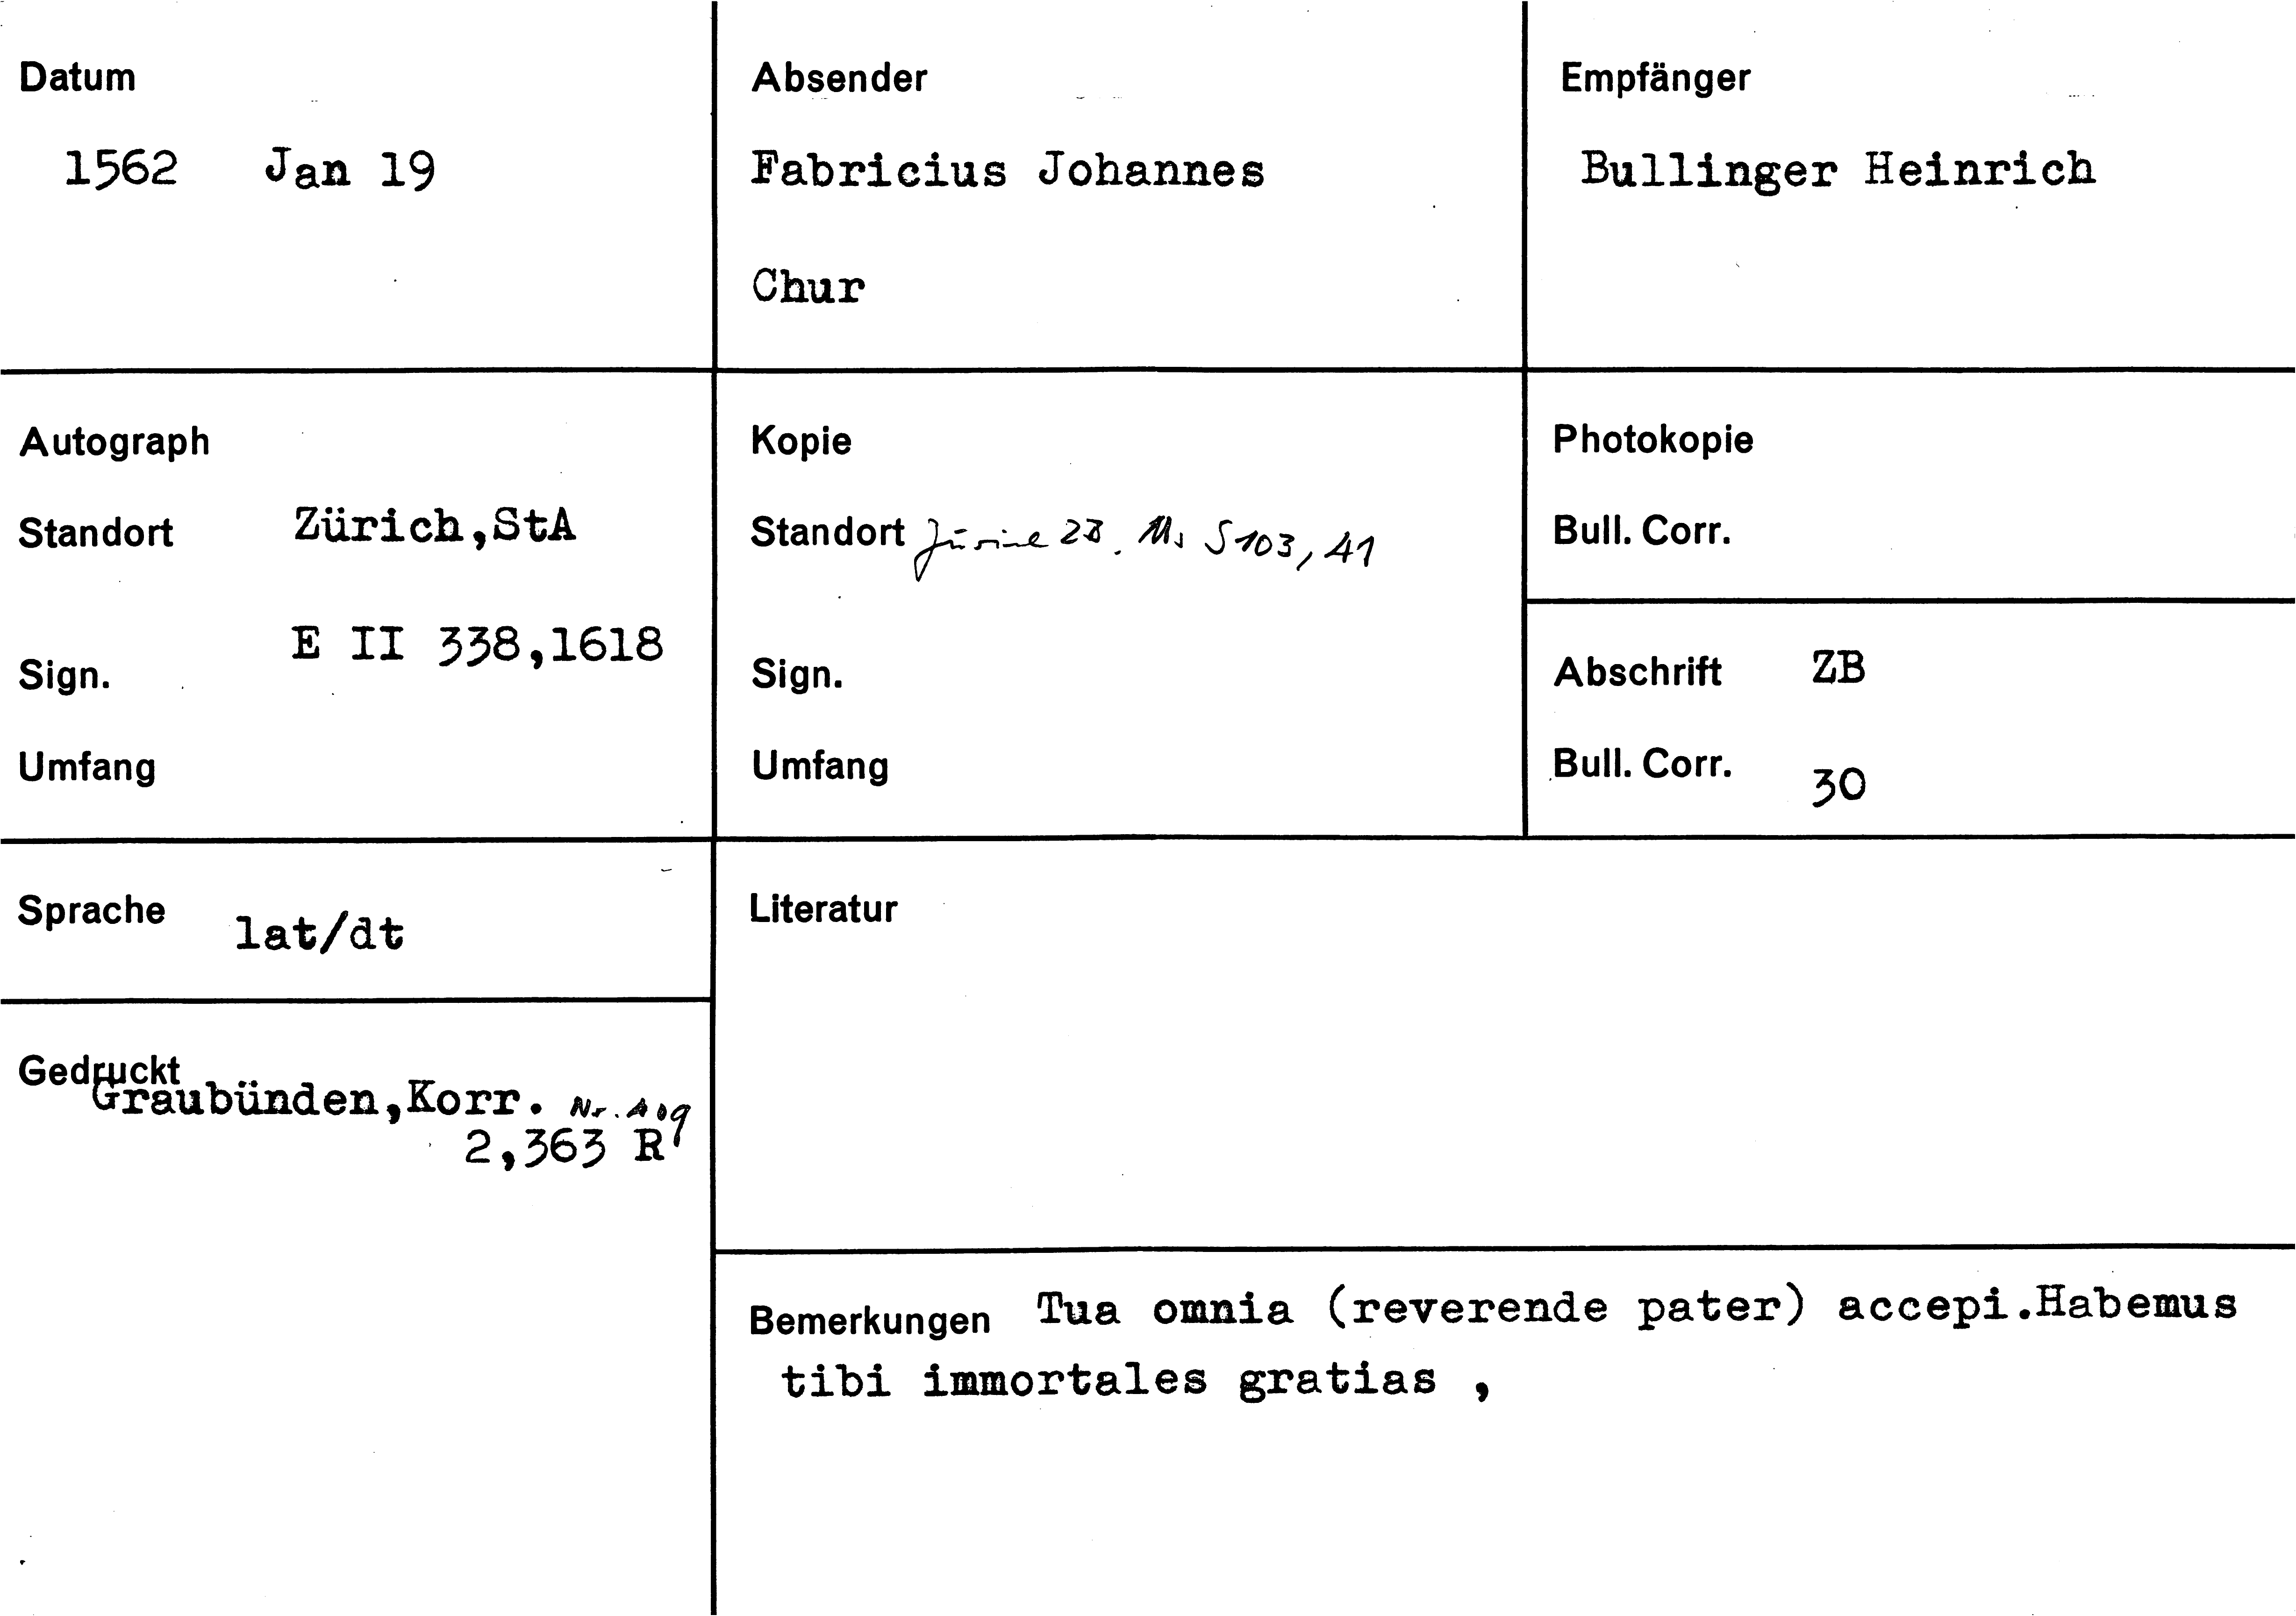 Datum
1562 Jan 19
Absender
Fabricius Johannes
Chur
Empfänger
Bullinger Heinrich
Autograph
Standort Zürich,StA
Sign. E II 338,1618
Umfang
Kopie
Standort Zürich ZB. Ms S 103, 41
Sign.
Umfang
Photokopie
Bull. Corr.
Abschrift ZB
Bull. Corr. 30
Sprache lat/dt
Gedruckt
Graubünden,Korr. Nr. 409
2,363 R
Literatur
Bemerkungen Tua omnia (reverende pater) accepi.Habemus
tibi immortales gratias ,